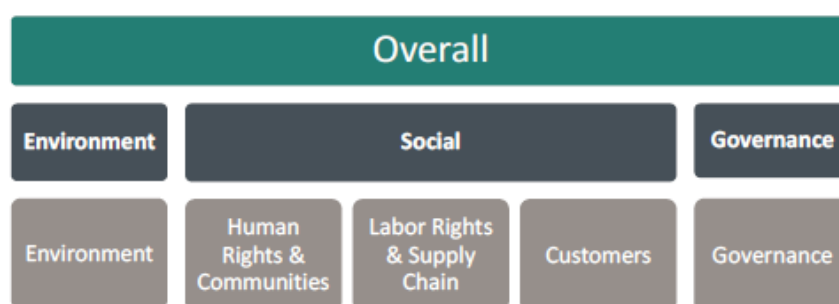 Overall
Environment
Social
Governance
Environment
Human
Rights &
Communities
Labor Rights
& Supply
Chain
Customers
Governance